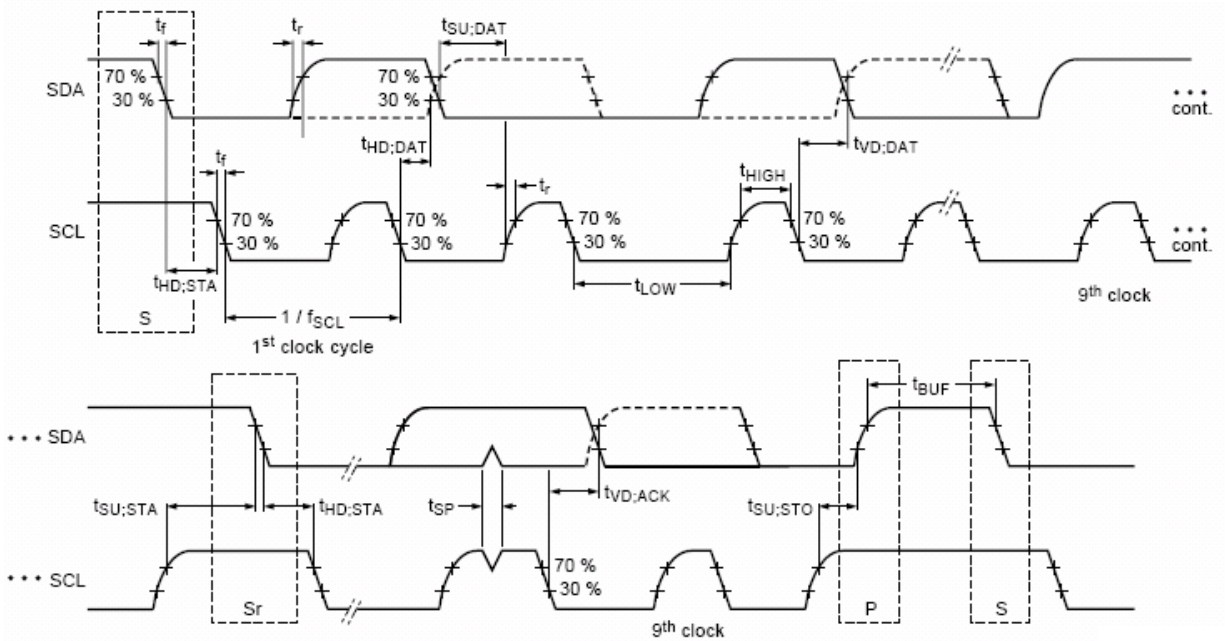 tf
tr
tSU;DAT
SDA
70 %
30 %
70 %
30 %
• • •
cont.
tHD;DAT
tVD;DAT
tf
tr
tHIGH
SCL
70 %
30 %
70 %
30 %
70 %
30 %
70 %
30 %
• • •
cont.
tHD;STA
tLOW
9th clock
S
1 / fSCL
1st clock cycle
tBUF
• • • SDA
tSU;STA
tHD;STA
tSP
tVD;ACK
tSU;STO
70 %
30 %
• • • SCL
Sr
P
S
9th clock